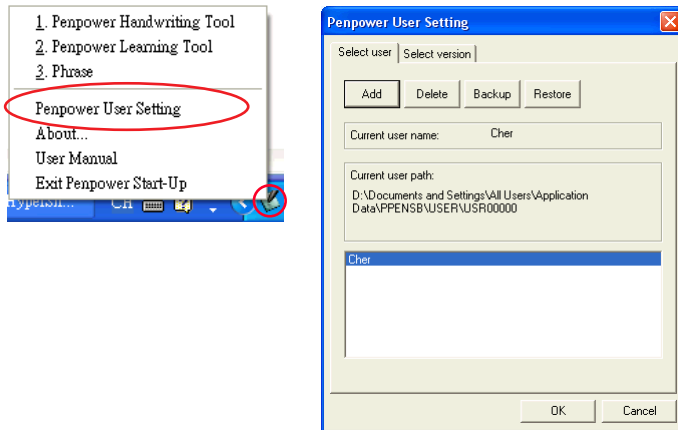 1. Penpower Handwriting Tool
2. Penpower Learning Tool
3. Phrase
Penpower User Setting
About...
User Manual
Exit Penpower Start-Up
CH
Penpower User Setting
Select user
Select version
Add
Delete
Backup
Restore
Current user name:
Cher
Current user path:
D:\Documents and Settings\All Users\Application
Data\PPENSB\USER\USR00000
Cher
OK
Cancel